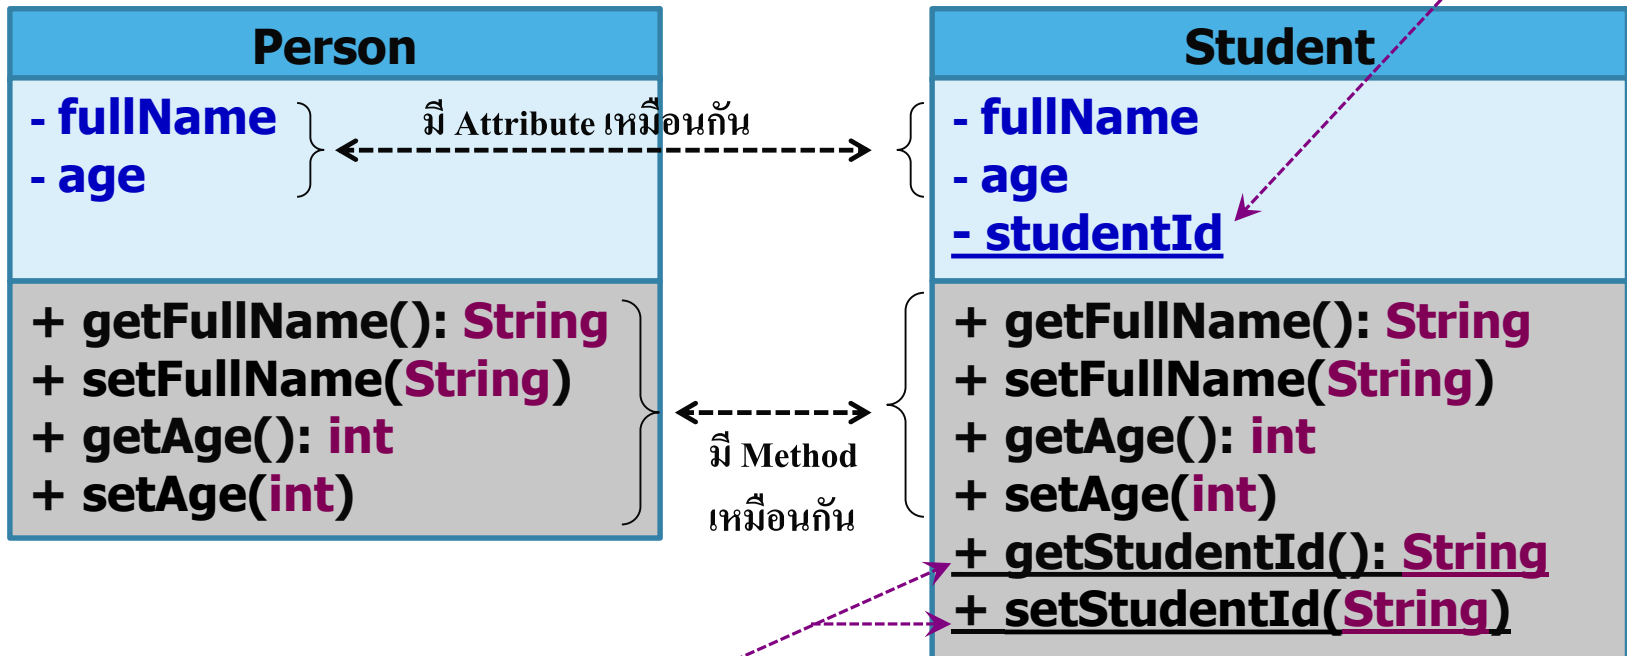 Person
- fullName
- age
+ getFullName(): String
+ setFullName(String)
+ getAge(): int
+ setAge(int)
มี Attribute เหมือนกัน
มี Method
เหมือนกัน
Student
- fullName
- age
- studentId
+ getFullName(): String
+ setFullName(String)
+ getAge(): int
+ setAge(int)
+ getStudentId(): String
+ setStudentId(String)